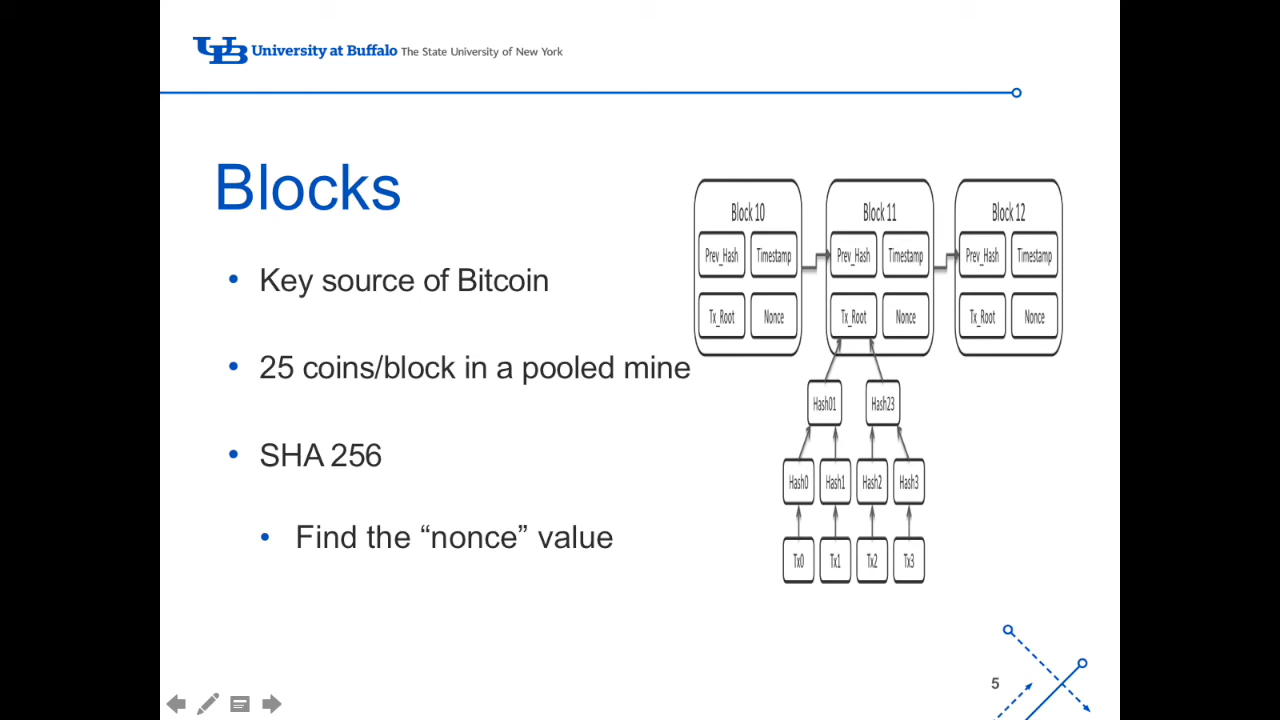 University at Buffalo The State University of New York
Blocks
• Key source of Bitcoin
• 25 coins/block in a pooled mine
• SHA 256
• Find the “nonce” value
Block 10
Prev_Hash Timestamp
Tx_Root Nonce
Block 11
Prev_Hash Timestamp
Tx_Root Nonce
Block 12
Prev_Hash Timestamp
Tx_Root Nonce
Hash01 Hash23
Hash0 Hash1 Hash2 Hash3
Tx0 Tx1 Tx2 Tx3
5